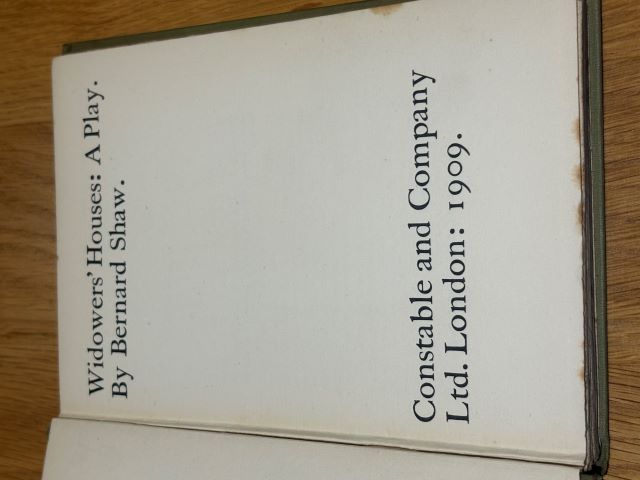 Widowers' Houses: A Play.
By Bernard Shaw.
Constable and Company
Ltd. London: 1909.